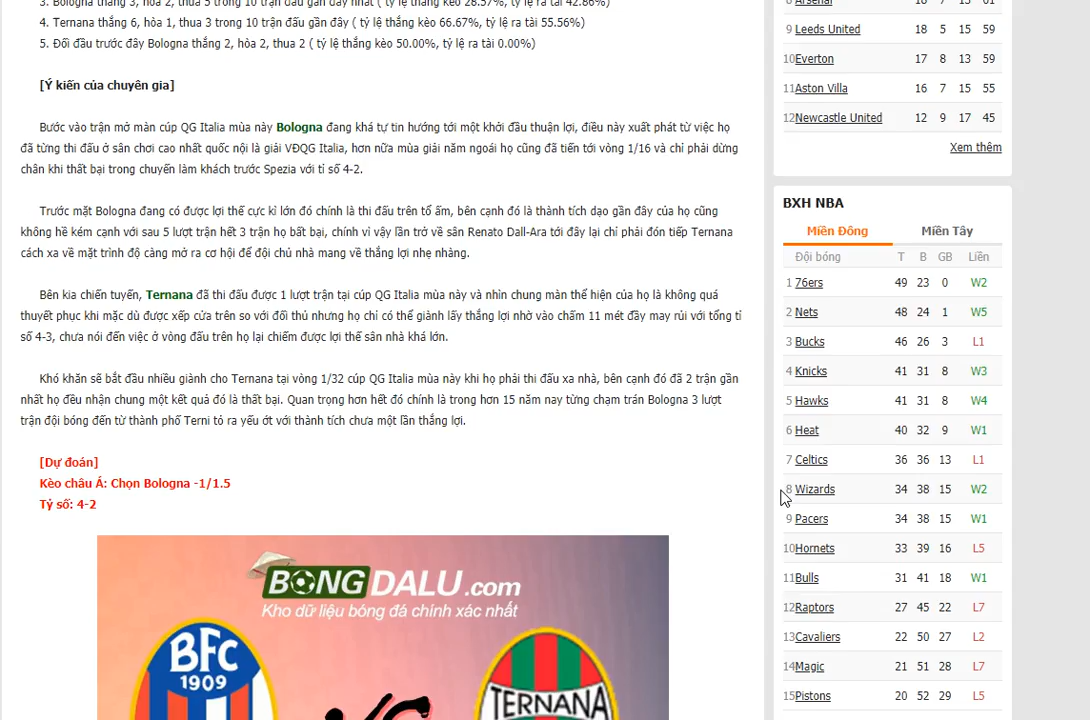 3. Bologna thắng 3, hòa 2, thua 5 trong 10 trận đấu gần đây nhất ( tỷ lệ thắng kèo 28.57%, tỷ lệ ra tài 42.86%)
4. Ternana thắng 6, hòa 1, thua 3 trong 10 trận đấu gần đây ( tỷ lệ thắng kèo 66.67%, tỷ lệ ra tài 55.56%)
5. Đối đầu trước đây Bologna thắng 2, hòa 2, thua 2 ( tỷ lệ thắng kèo 50.00%, tỷ lệ ra tài 0.00%)
[Ý kiến của chuyên gia]
Bước vào trận mở màn cúp QG Italia mùa này Bologna đang khá tự tin hướng tới một khởi đầu thuận lợi, điều này xuất phát từ việc họ
đã từng thi đấu ở sân chơi cao nhất quốc nội là giải VĐQG Italia, hơn nữa mùa giải năm ngoái họ cũng đã tiến tới vòng 1/16 và chỉ phải dừng
chân khi thất bại trong chuyến làm khách trước Spezia với tỉ số 4-2.
Trước mặt Bologna đang có được lợi thế cực kì lớn đó chính là thi đấu trên tổ ấm, bên cạnh đó là thành tích dạo gần đây của họ cũng
không hề kém cạnh với sau 5 lượt trận hết 3 trận họ bất bại, chính vì vậy lần trở về sân Renato Dall-Ara tới đây lại chỉ phải đón tiếp Ternana
cách xa về mặt trình độ càng mở ra cơ hội để đội chủ nhà mang về thắng lợi nhẹ nhàng.
Bên kia chiến tuyến, Ternana đã thi đấu được 1 lượt trận tại cúp QG Italia mùa này và nhìn chung màn thể hiện của họ là không quá
thuyết phục khi mặc dù được xếp cửa trên so với đối thủ nhưng họ chỉ có thể giành lấy thắng lợi nhờ vào chấm 11 mét đầy may rủi với tổng tỉ
số 4-3, chưa nói đến việc ở vòng đấu trên họ lại chiếm được lợi thế sân nhà khá lớn.
Khó khăn sẽ bắt đầu nhiều giành cho Ternana tại vòng 1/32 cúp QG Italia mùa này khi họ phải thi đấu xa nhà, bên cạnh đó đã 2 trận gần
nhất họ đều nhận chung một kết quả đó là thất bại. Quan trọng hơn hết đó chính là trong hơn 15 năm nay từng chạm trán Bologna 3 lượt
trận đội bóng đến từ thành phố Terni tỏ ra yếu ớt với thành tích chưa một lần thắng lợi.
[Dự đoán]
Kèo châu Á: Chọn Bologna -1/1.5
Tỷ số: 4-2
BONGDALU.com
Kho dữ liệu bóng đá chính xác nhất
BFC
1909
VS
TERNANA
8 Arsenal 18 7 13 61
9 Leeds United 18 5 15 59
10 Everton 17 8 13 59
11 Aston Villa 16 7 15 55
12 Newcastle United 12 9 17 45
Xem thêm
BXH NBA
Miền Đông Miền Tây
Đội bóng T B GB Liền
1 76ers 49 23 0 W2
2 Nets 48 24 1 W5
3 Bucks 46 26 3 L1
4 Knicks 41 31 8 W3
5 Hawks 41 31 8 W4
6 Heat 40 32 9 W1
7 Celtics 36 36 13 L1
8 Wizards 34 38 15 W2
9 Pacers 34 38 15 W1
10 Hornets 33 39 16 L5
11 Bulls 31 41 18 W1
12 Raptors 27 45 22 L7
13 Cavaliers 22 50 27 L2
14 Magic 21 51 28 L7
15 Pistons 20 52 29 L5